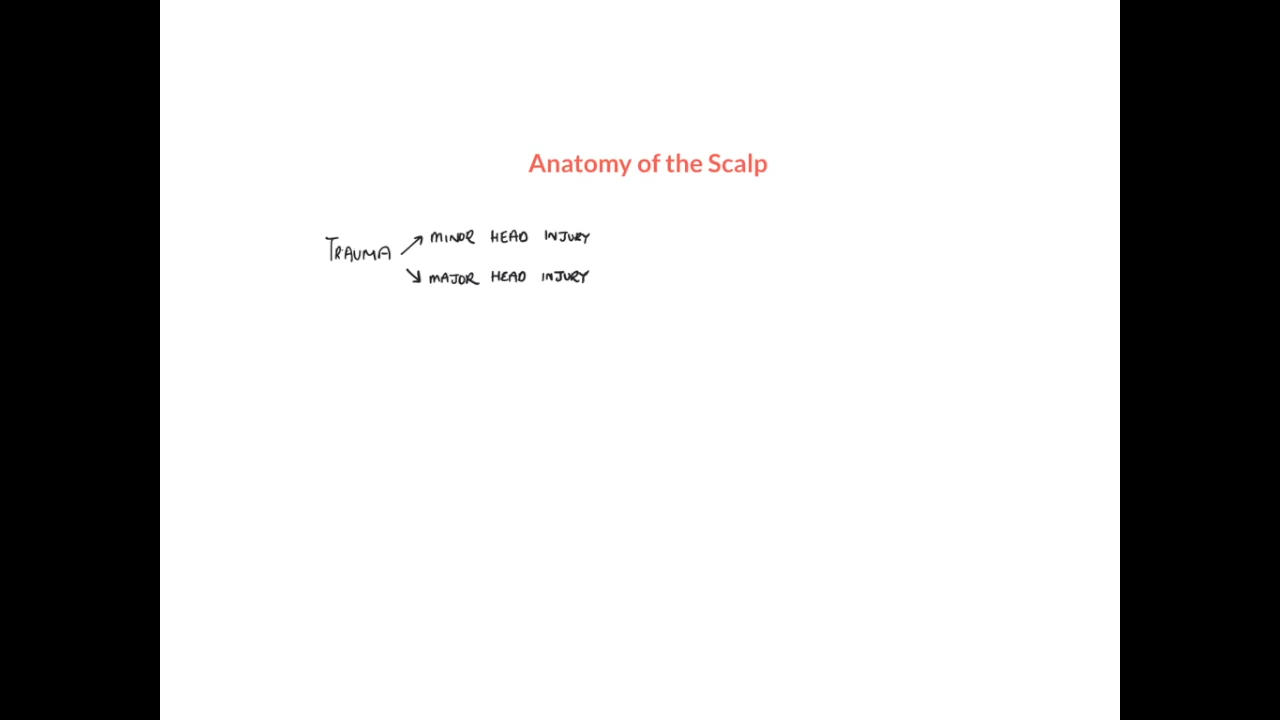 Anatomy of the Scalp
TRAUMA
MINOR HEAD INJURY
MAJOR HEAD INJURY